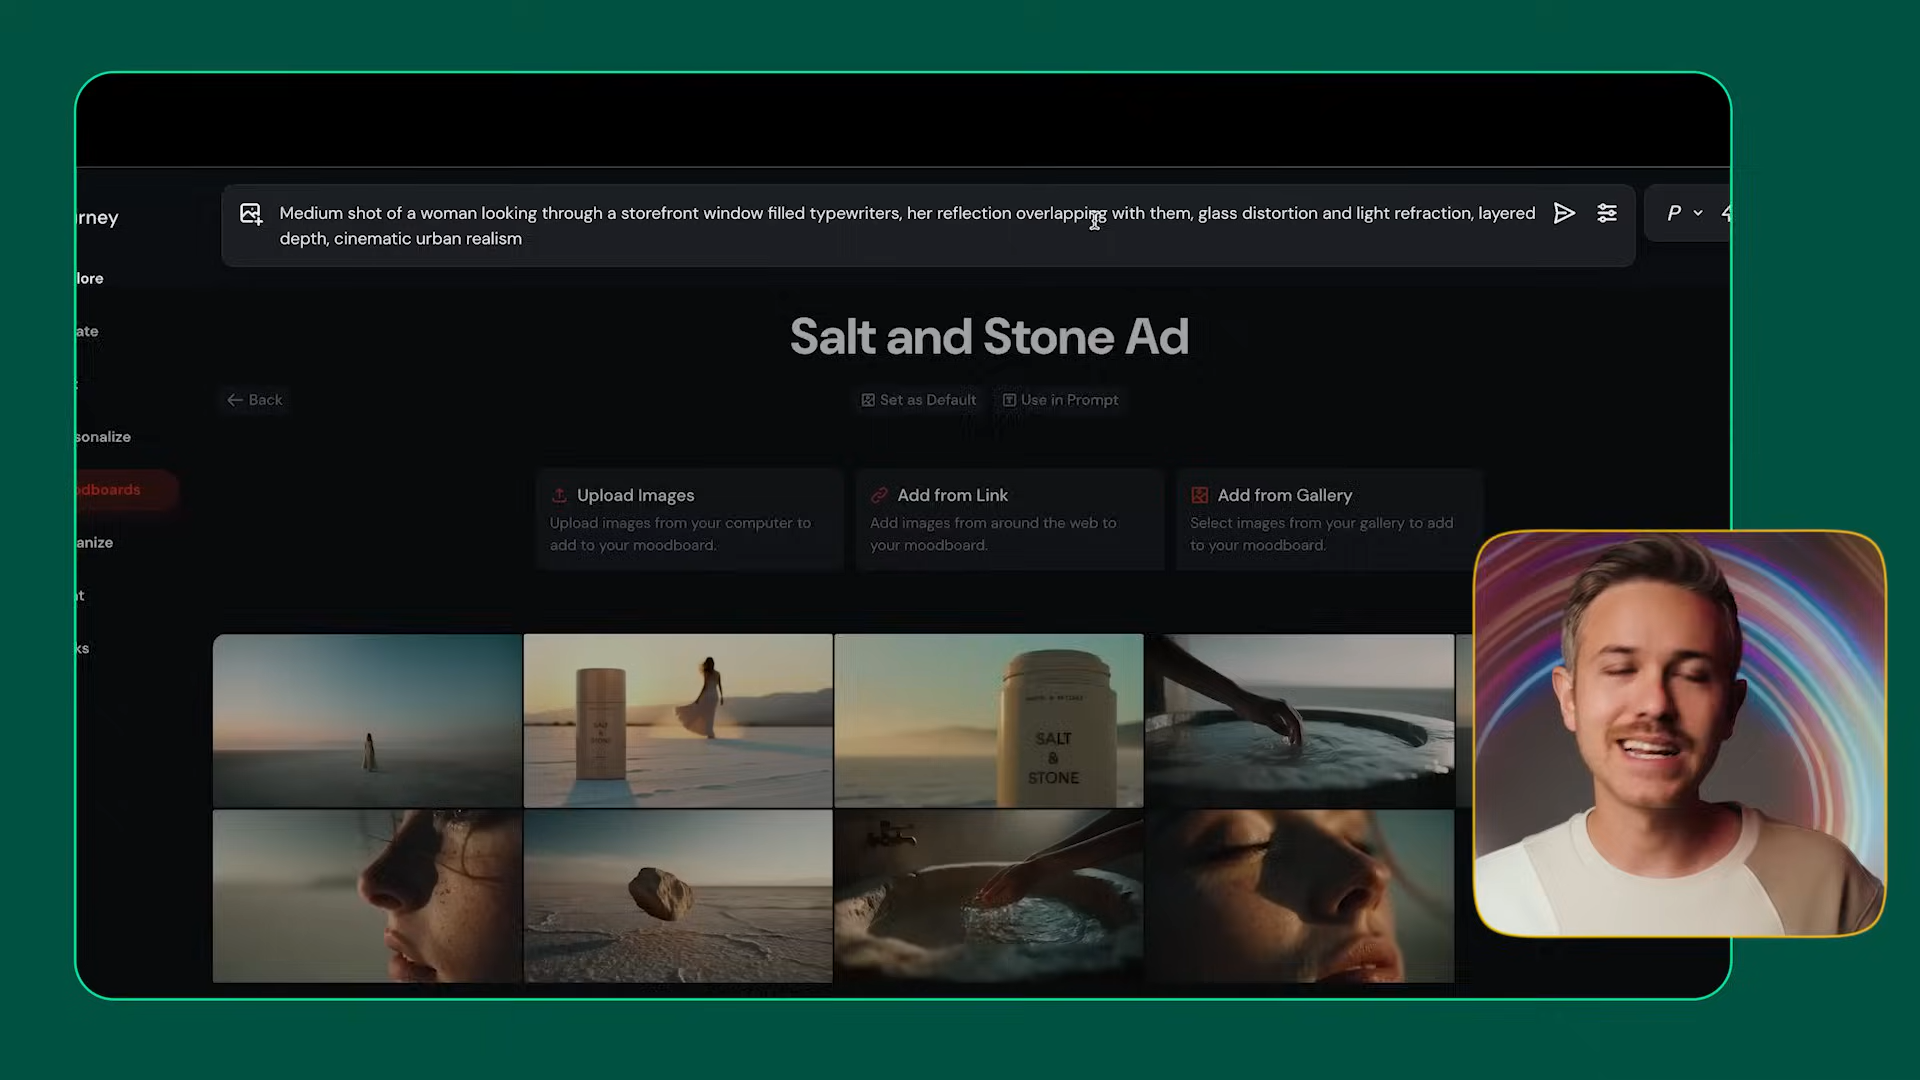 rney
Medium shot of a woman looking through a storefront window filled typewriters, her reflection overlapping with them, glass distortion and light refraction, layered
depth, cinematic urban realism
P
lore
ate
sonalize
odboards
anize
t
ks
Salt and Stone Ad
Back
Set as Default
Use in Prompt
Upload Images
Upload images from your computer to
add to your moodboard.
Add from Link
Add images from around the web to
your moodboard.
Add from Gallery
Select images from your gallery to add
to your moodboard.
SALT
&
STONE
SALT
&
STONE